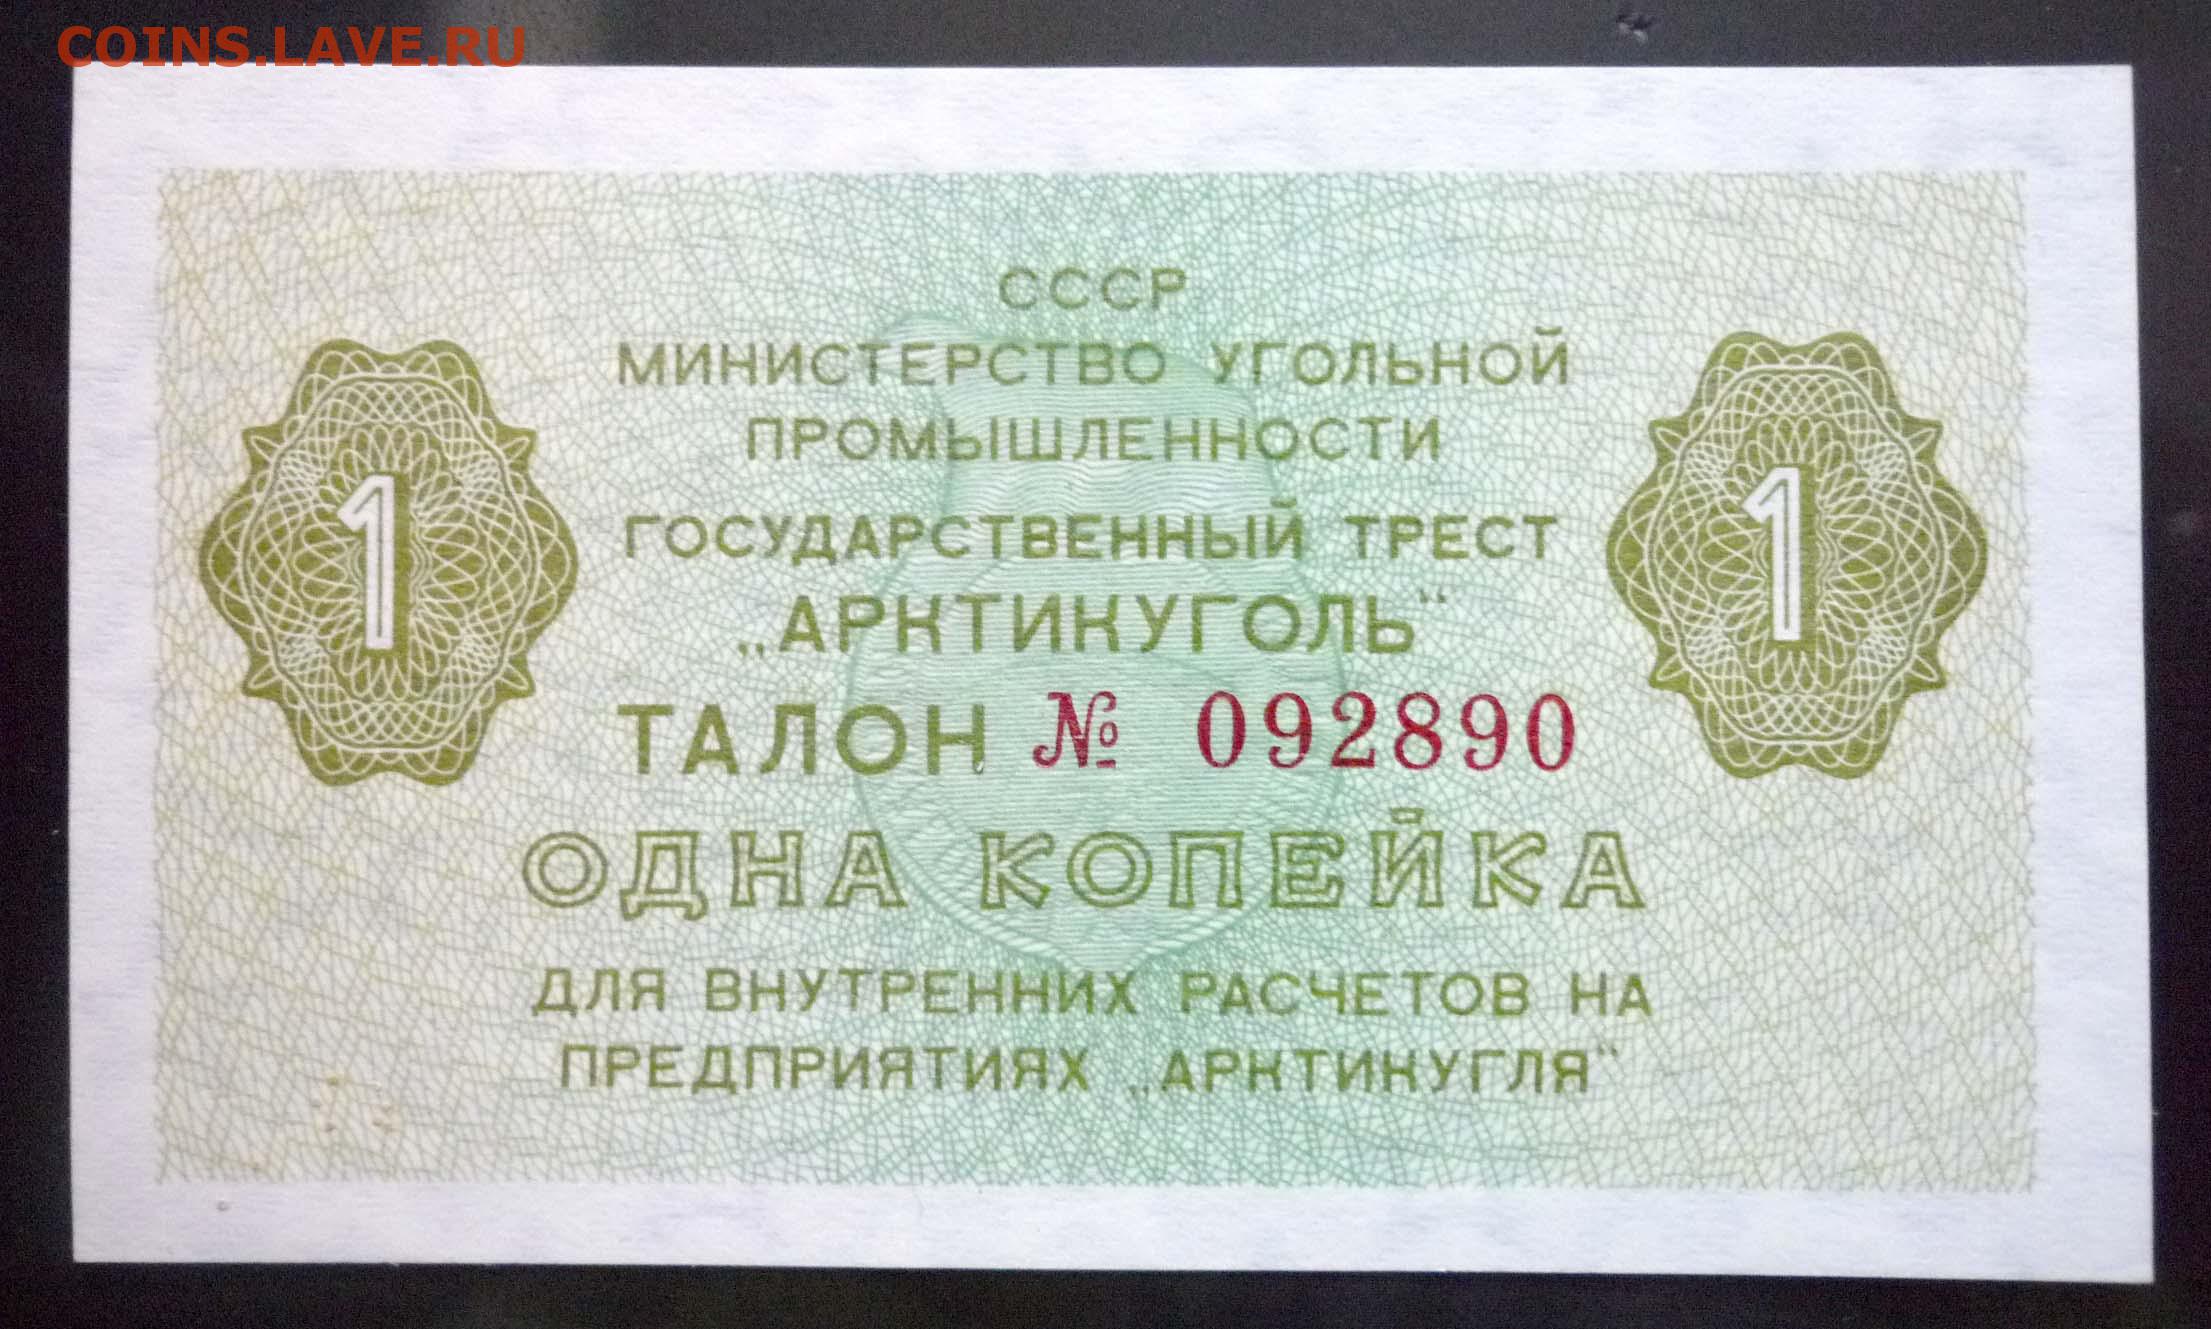 COINS.LAVE.RU
СССР
МИНИСТЕРСТВО УГОЛЬНОЙ
ПРОМЫШЛЕННОСТИ
ГОСУДАРСТВЕННЫЙ ТРЕСТ
„АРКТИКУГОЛЬ“
1 1
ТАЛОН № 092890
ОДНА КОПЕЙКА
ДЛЯ ВНУТРЕННИХ РАСЧЕТОВ НА
ПРЕДПРИЯТИЯХ „АРКТИКУГЛЯ“